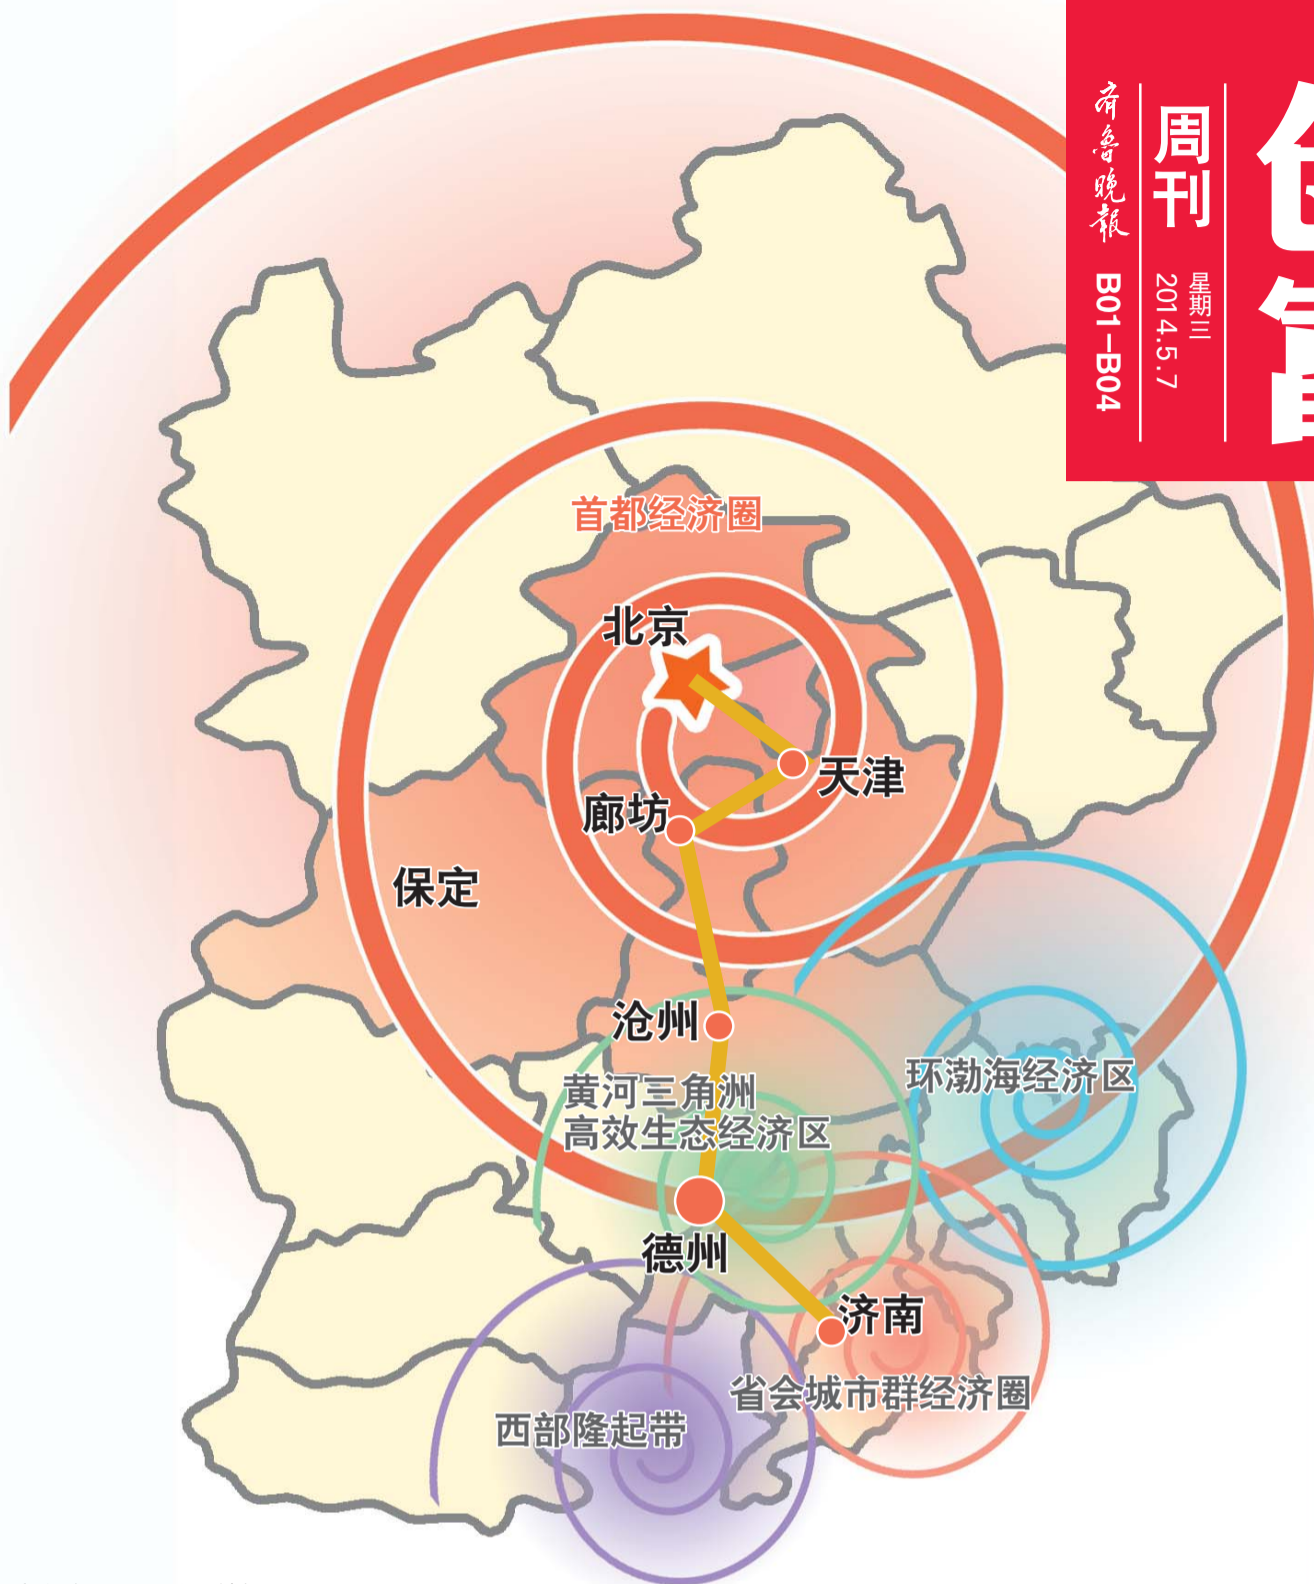 齐鲁晚报
B01-B04
周刊
星期三
2014.5.7
首都经济圈
北京
天津
廊坊
保定
沧州
黄河三角洲
高效生态经济区
环渤海经济区
德州
济南
省会城市群经济圈
西部隆起带